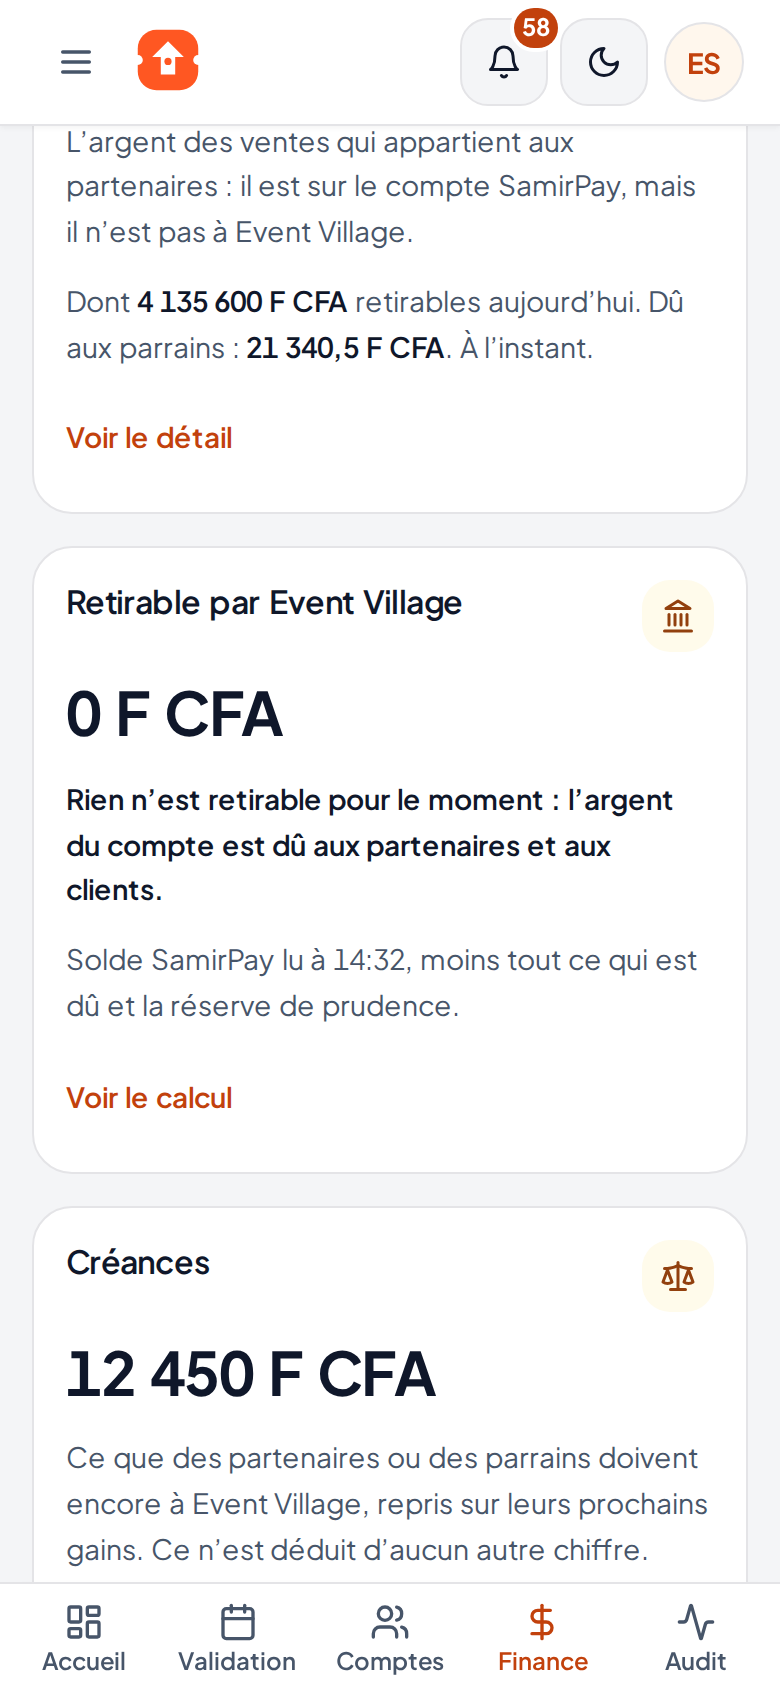 58
ES
L’argent des ventes qui appartient aux
partenaires : il est sur le compte SamirPay, mais
il n’est pas à Event Village.
Dont 4 135 600 F CFA retirables aujourd’hui. Dû
aux parrains : 21 340,5 F CFA. À l’instant.
Voir le détail
Retirable par Event Village
0 F CFA
Rien n’est retirable pour le moment : l’argent
du compte est dû aux partenaires et aux
clients.
Solde SamirPay lu à 14:32, moins tout ce qui est
dû et la réserve de prudence.
Voir le calcul
Créances
12 450 F CFA
Ce que des partenaires ou des parrains doivent
encore à Event Village, repris sur leurs prochains
gains. Ce n’est déduit d’aucun autre chiffre.
Accueil
Validation
Comptes
Finance
Audit